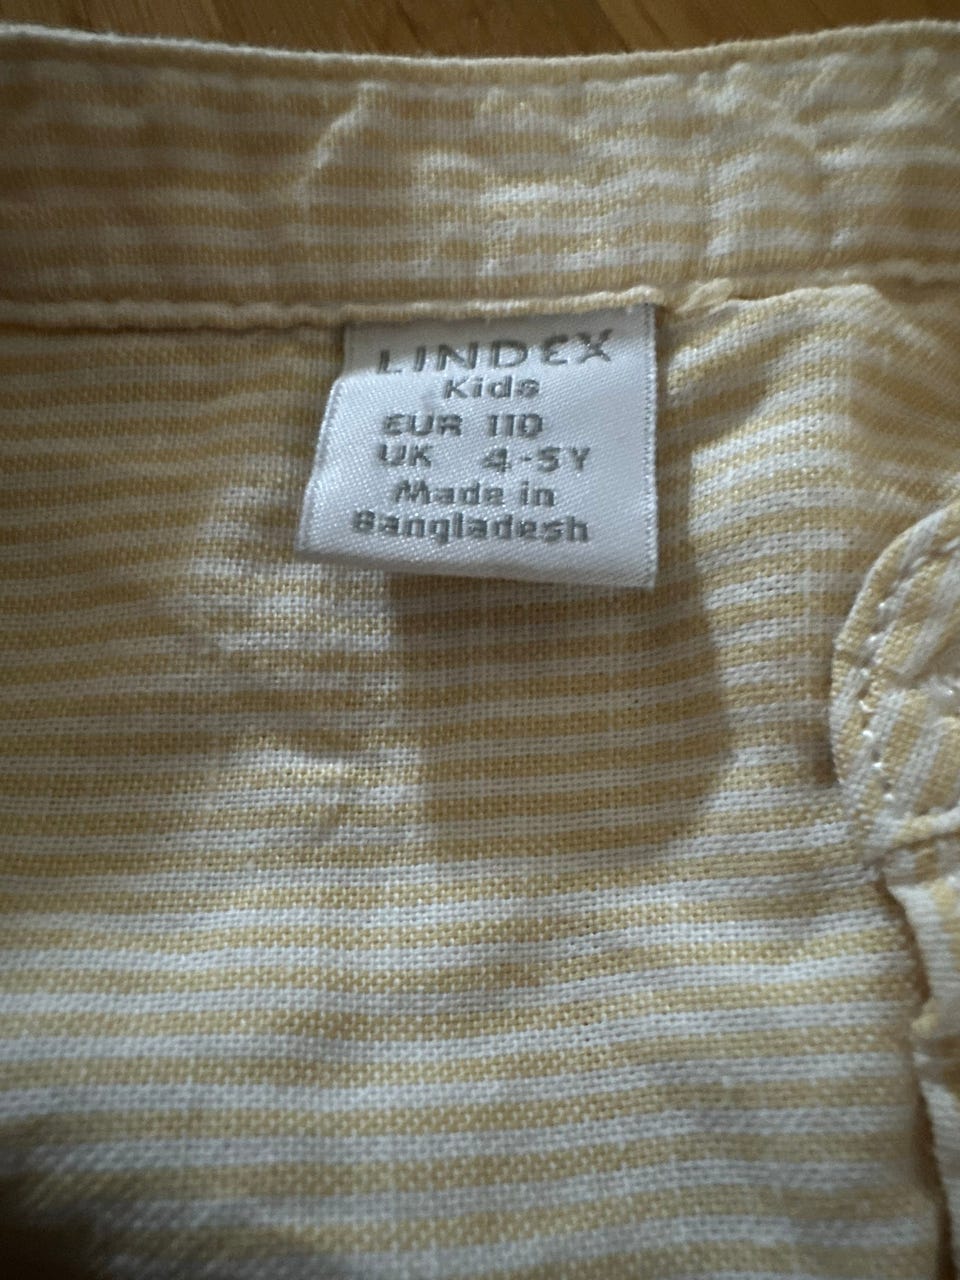 LINDEX
Kids
EUR 110
UK 4-5Y
Made in
Bangladesh